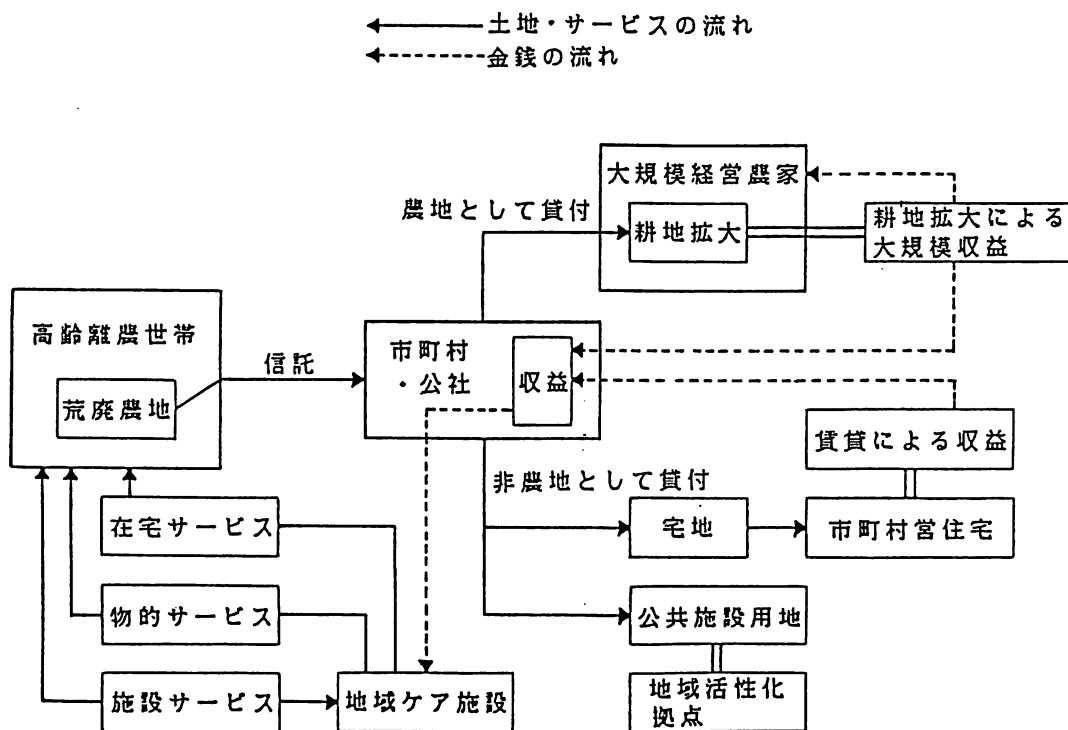 土地・サービスの流れ
金銭の流れ
大規模経営農家
農地として貸付
耕地拡大
耕地拡大による
大規模収益
高齢離農世帯
信託
市町村
・公社
収益
荒廃農地
賃貸による収益
非農地として貸付
在宅サービス
宅地
市町村営住宅
物的サービス
公共施設用地
施設サービス
地域ケア施設
地域活性化
拠点